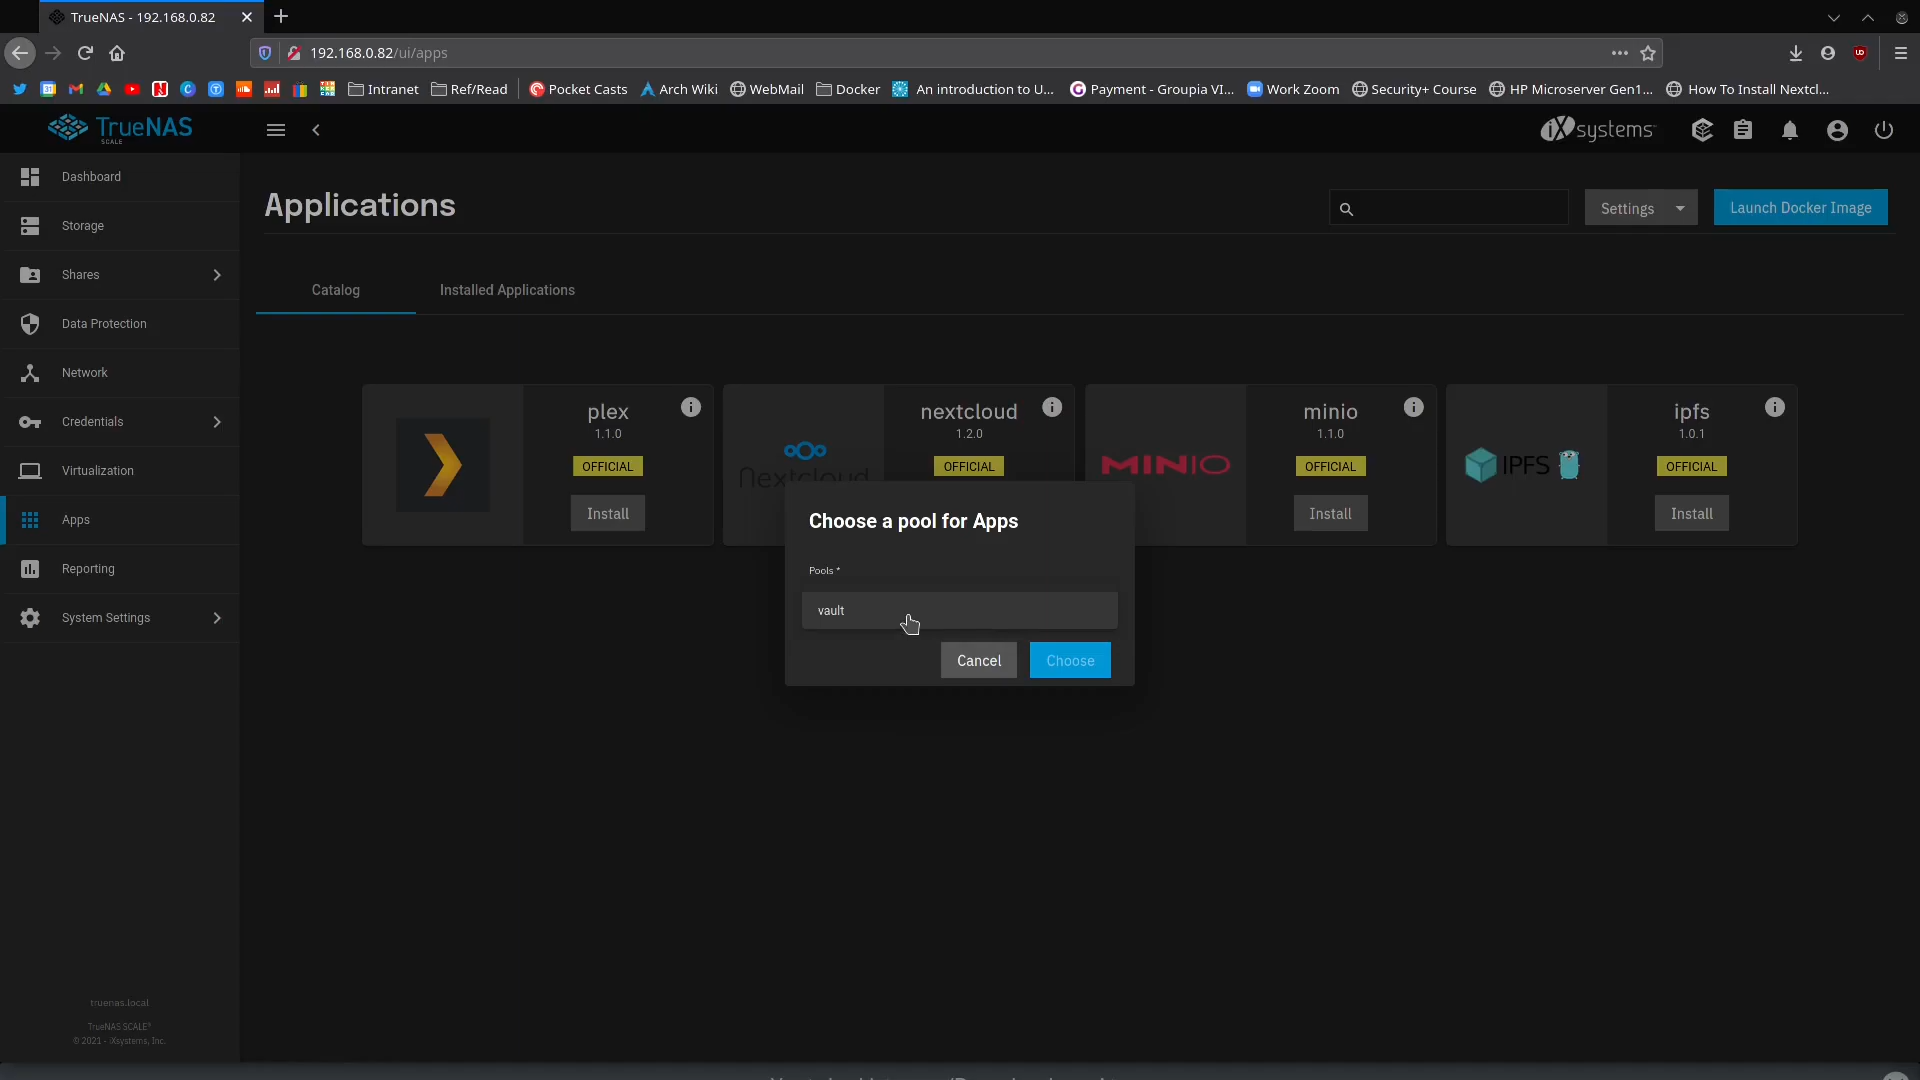 TrueNAS - 192.168.0.82
192.168.0.82/ui/apps
Intranet
Ref/Read
Pocket Casts
Arch Wiki
WebMail
Docker
An introduction to U...
Payment - Groupia VI...
Work Zoom
Security+ Course
HP Microserver Gen1...
How To Install Nextcl...
TrueNAS
SCALE
iXsystems
Dashboard
Storage
Shares
Data Protection
Network
Credentials
Virtualization
Apps
Reporting
System Settings
truenas.local
TrueNAS SCALE®
© 2021 - iXsystems, Inc.
Applications
Settings
Launch Docker Image
Catalog
Installed Applications
plex
1.1.0
OFFICIAL
Install
Nextcloud
nextcloud
1.2.0
OFFICIAL
MINIO
minio
1.1.0
OFFICIAL
Install
IPFS
ipfs
1.0.1
OFFICIAL
Install
Choose a pool for Apps
Pools *
vault
Cancel
Choose